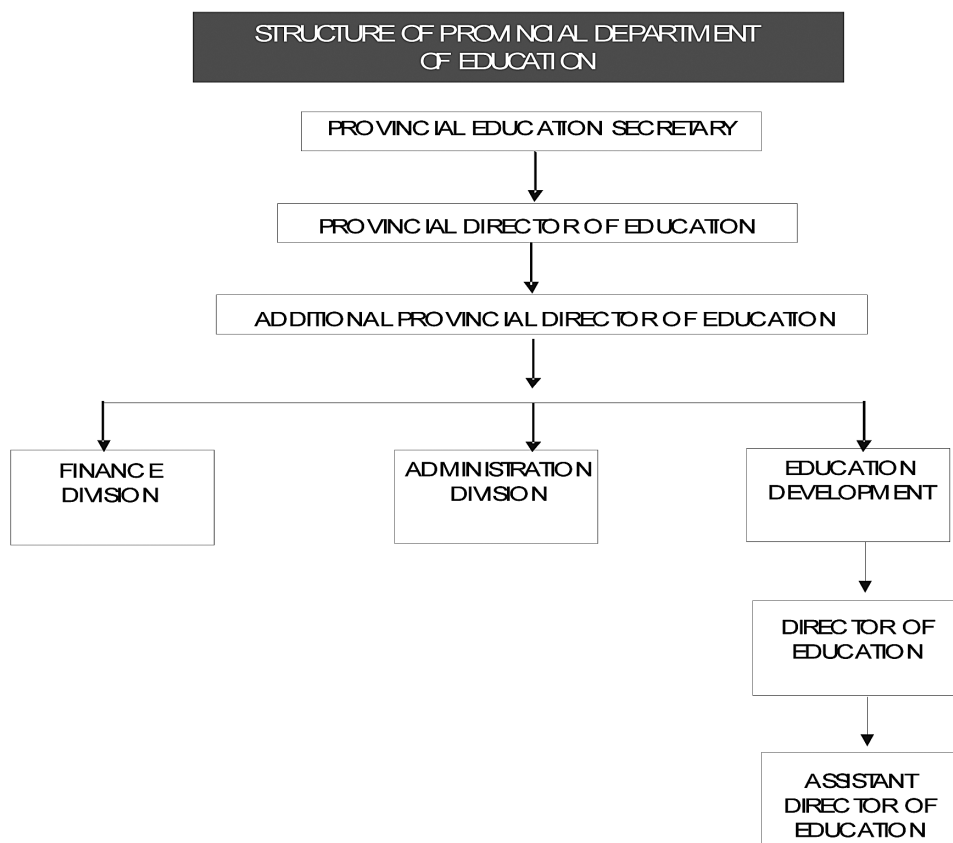 STRUCTURE OF PROVINCIAL DEPARTMENT
OF EDUCATION
PROVINCIAL EDUCATION SECRETARY
PROVINCIAL DIRECTOR OF EDUCATION
ADDITIONAL PROVINCIAL DIRECTOR OF EDUCATION
FINANCE
DIVISION
ADMINISTRATION
DIVISION
EDUCATION
DEVELOPMENT
DIRECTOR OF
EDUCATION
ASSISTANT
DIRECTOR OF
EDUCATION